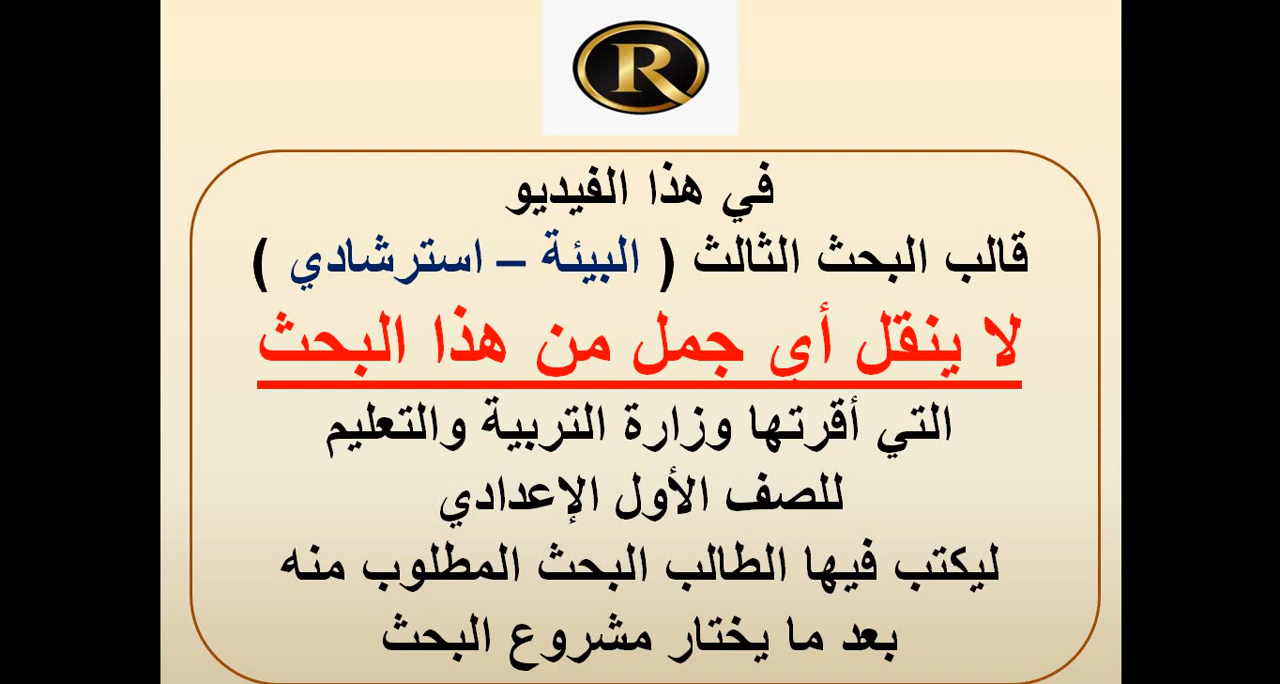 R
في هذا الفيديو
قالب البحث الثالث ( البيئة – استرشادي )
لا ينقل أي جمل من هذا البحث
التي أقرتها وزارة التربية والتعليم
للصف الأول الإعدادي
ليكتب فيها الطالب البحث المطلوب منه
بعد ما يختار مشروع البحث